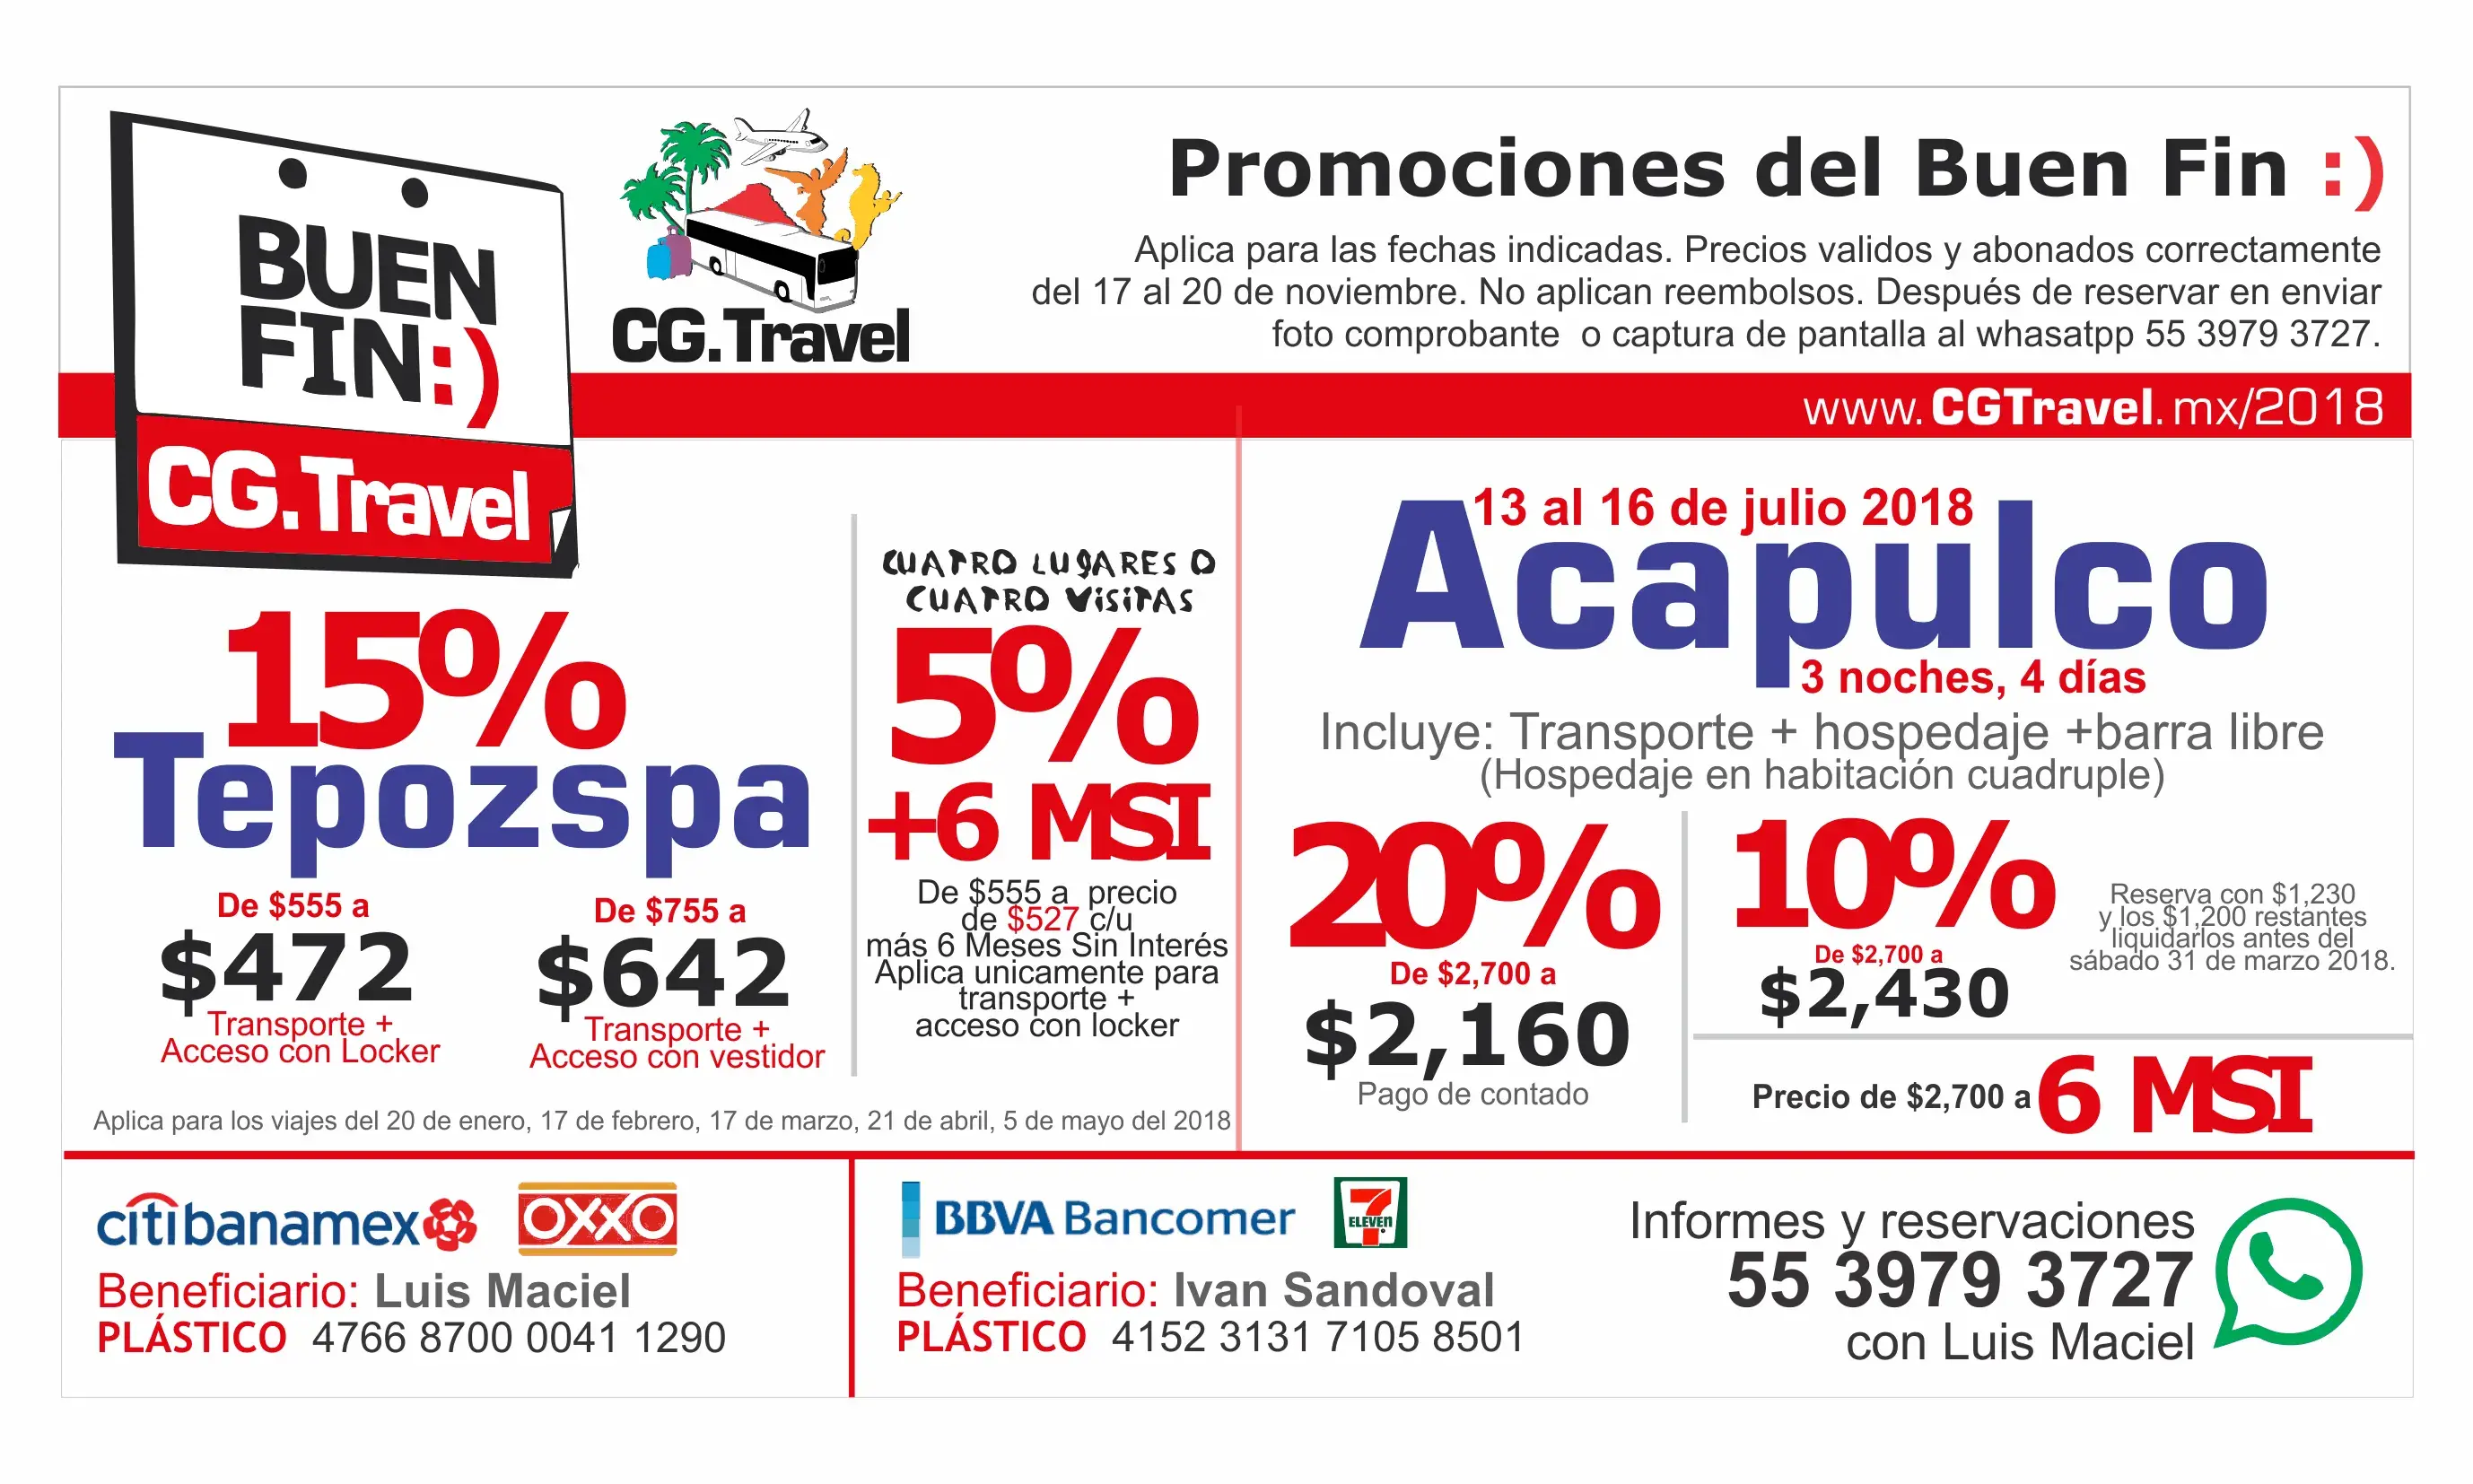 BUEN
FIN:)
CG.Travel
CG.Travel
Promociones del Buen Fin :)
Aplica para las fechas indicadas. Precios validos y abonados correctamente
del 17 al 20 de noviembre. No aplican reembolsos. Después de reservar en enviar
foto comprobante o captura de pantalla al whasatpp 55 3979 3727.
www.CGTravel.mx/2018
15%
Tepozspa
De $555 a
$472
Transporte +
Acceso con Locker
De $755 a
$642
Transporte +
Acceso con vestidor
CUATRO LUGARES O
CUATRO VISITAS
5%
+6 MSI
De $555 a precio
de $527 c/u
más 6 Meses Sin Interés
Aplica unicamente para
transporte +
acceso con locker
Aplica para los viajes del 20 de enero, 17 de febrero, 17 de marzo, 21 de abril, 5 de mayo del 2018
13 al 16 de julio 2018
Acapulco
3 noches, 4 días
Incluye: Transporte + hospedaje +barra libre
(Hospedaje en habitación cuadruple)
20%
De $2,700 a
$2,160
Pago de contado
10%
De $2,700 a
$2,430
Reserva con $1,230
y los $1,200 restantes
liquidarlos antes del
sábado 31 de marzo 2018.
Precio de $2,700 a 6 MSI
citibanamex OXXO
Beneficiario: Luis Maciel
PLÁSTICO 4766 8700 0041 1290
BBVA Bancomer 7 ELEVEn
Beneficiario: Ivan Sandoval
PLÁSTICO 4152 3131 7105 8501
Informes y reservaciones
55 3979 3727
con Luis Maciel